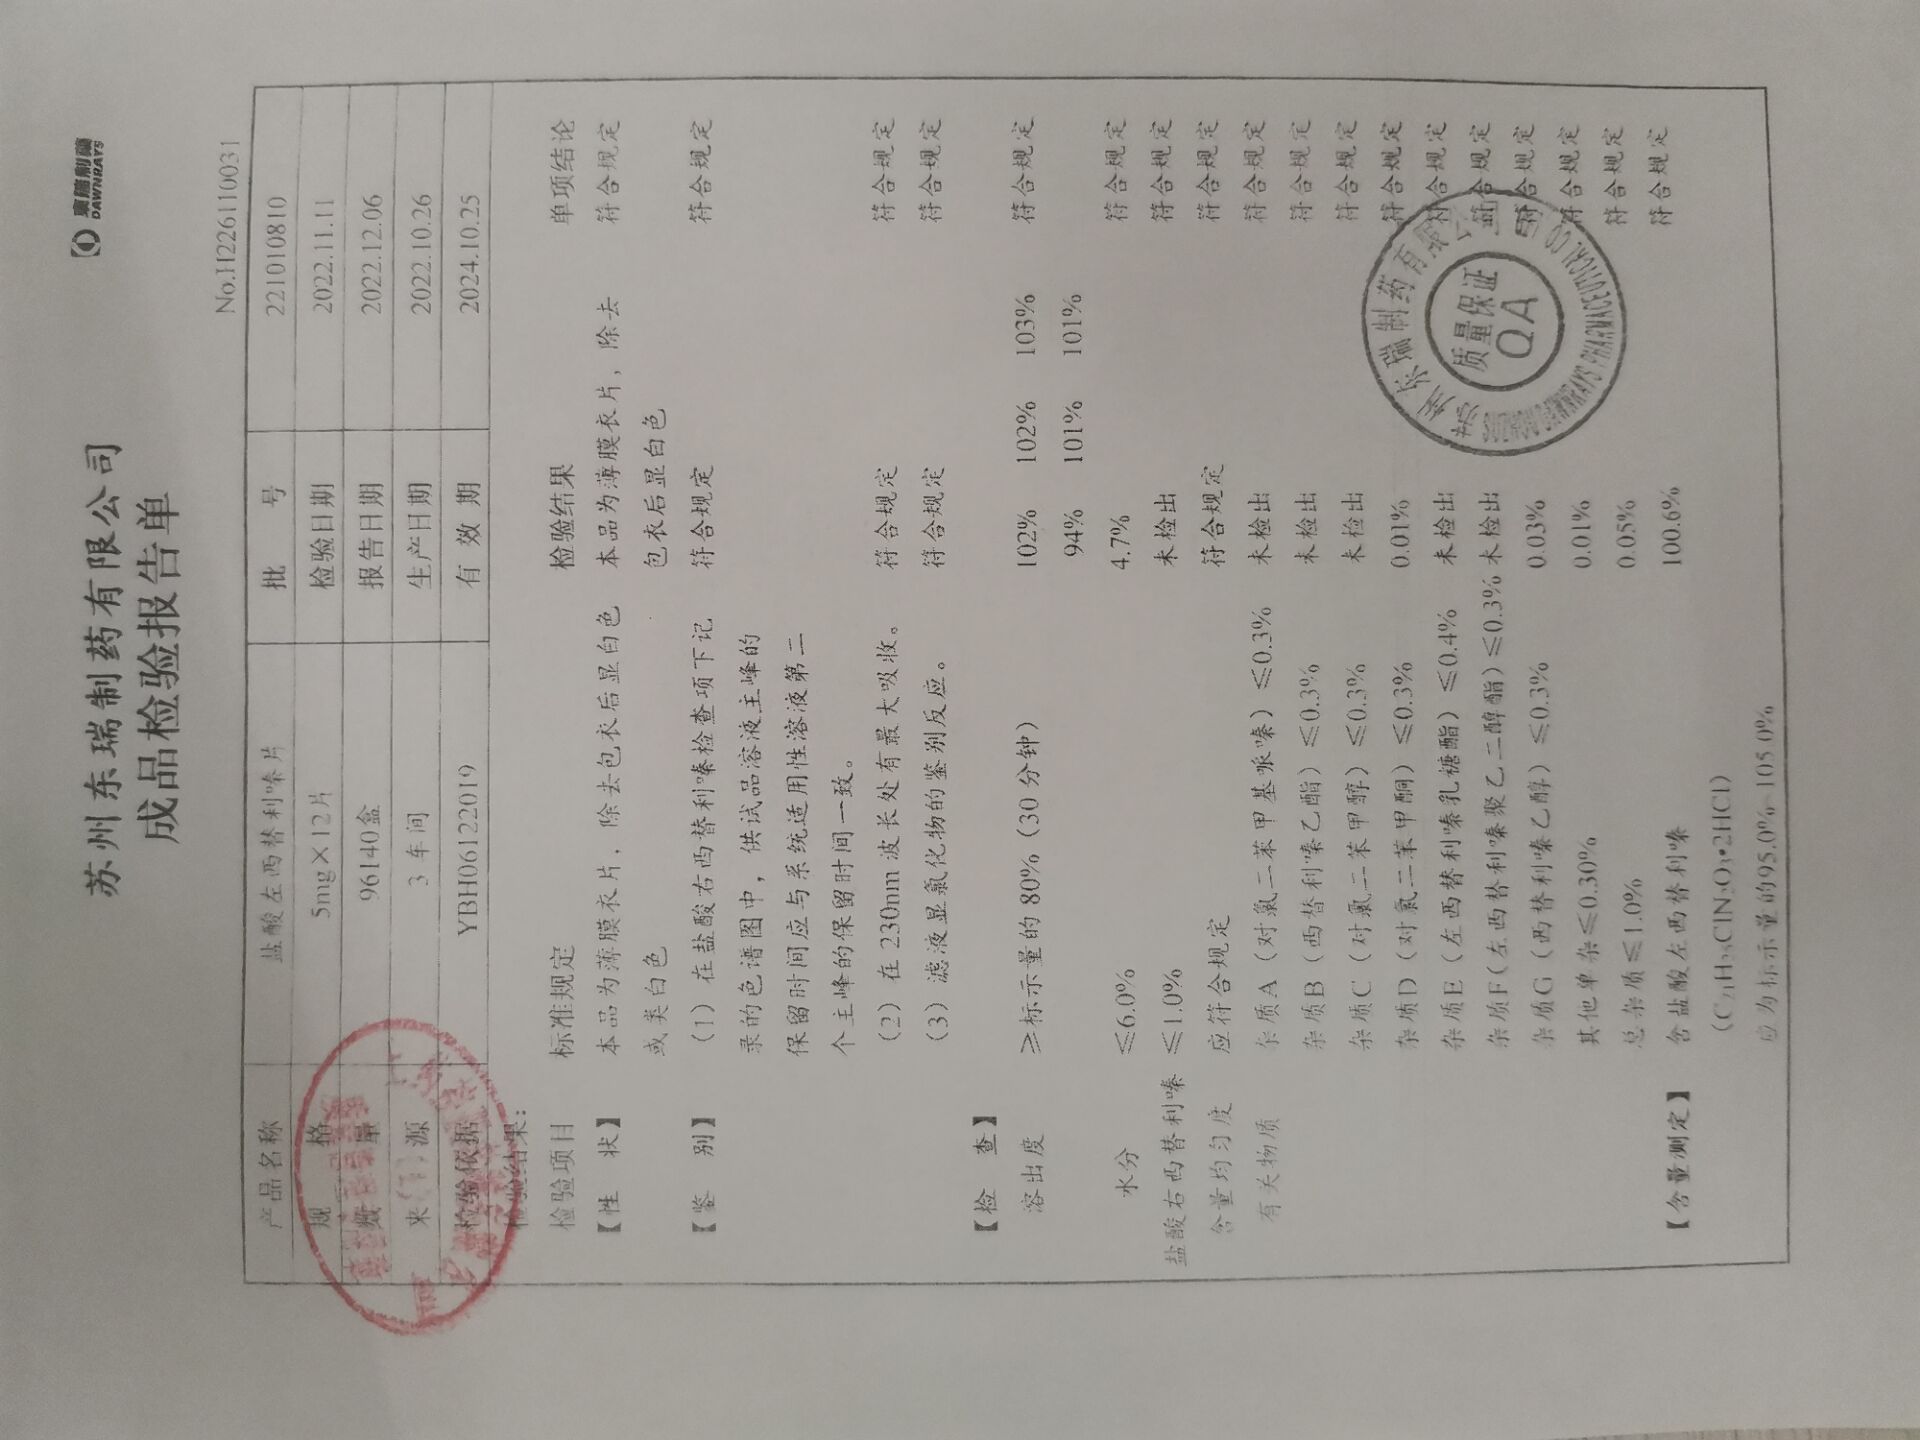 東瑞制藥
DAWNRAYS
苏州东瑞制药有限公司
成品检验报告单
No.H226110031
产品名称 盐酸左西替利嗪片 批 号 221010810
规 格 5mg×12片 检验日期 2022.11.11
数 量 96140盒 报告日期 2022.12.06
来 源 3车间 生产日期 2022.10.26
检验依据 YBH06122019 有 效 期 2024.10.25
检验结果:
检验项目 标准规定 检验结果 单项结论
【性 状】 本品为薄膜衣片，除去包衣后显白色 本品为薄膜衣片，除去 符合规定
或类白色 包衣后显白色
【鉴 别】 （1）在盐酸右西替利嗪检查项下记 符合规定 符合规定
录的色谱图中，供试品溶液主峰的
保留时间应与系统适用性溶液第二
个主峰的保留时间一致。
（2）在230nm波长处有最大吸收。 符合规定 符合规定
（3）滤液显氯化物的鉴别反应。 符合规定 符合规定
【检 查】
溶出度 ≥标示量的80%（30分钟） 102% 102% 103% 符合规定
94% 101% 101%
水分 ≤6.0% 4.7% 符合规定
盐酸右西替利嗪 ≤1.0% 未检出 符合规定
含量均匀度 应符合规定 符合规定 符合规定
有关物质 杂质A（对氯二苯甲基哌嗪）≤0.3% 未检出 符合规定
杂质B（西替利嗪乙酯）≤0.3% 未检出 符合规定
杂质C（对氯二苯甲醇）≤0.3% 未检出 符合规定
杂质D（对氯二苯甲酮）≤0.3% 0.01% 符合规定
杂质E（左西替利嗪乳糖酯）≤0.4% 未检出 符合规定
杂质F（左西替利嗪聚乙二醇酯）≤0.3% 未检出 符合规定
杂质G（西替利嗪乙醇）≤0.3% 0.03% 符合规定
其他单杂≤0.30% 0.01% 符合规定
总杂质≤1.0% 0.05% 符合规定
【含量测定】 含盐酸左西替利嗪 100.6% 符合规定
（C₂₁H₂₅ClN₂O₃•2HCl）
应为标示量的95.0%~105.0%
苏州东瑞制药有限公司
质量保证
QA
PHARMACEUTICAL CO